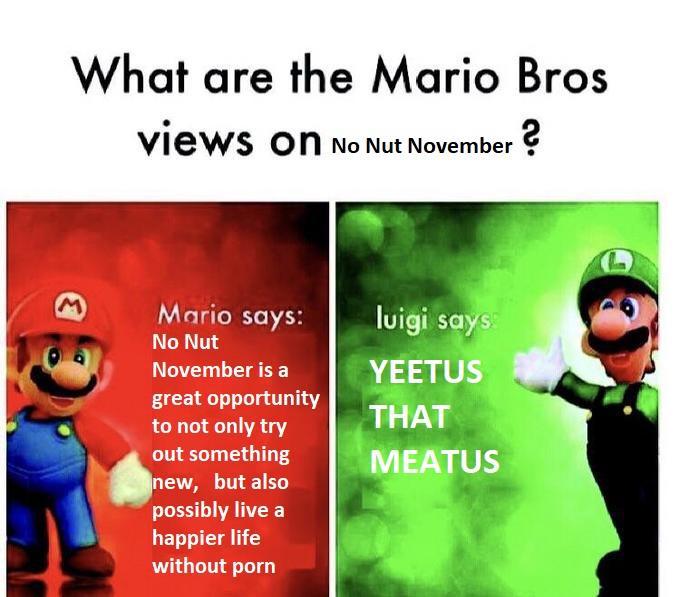 What are the Mario Bros
views on No Nut November ?
M
Mario says:
No Nut
November is a
great opportunity
to not only try
out something
new, but also
possibly live a
happier life
without porn
L
luigi says:
YEETUS
THAT
MEATUS